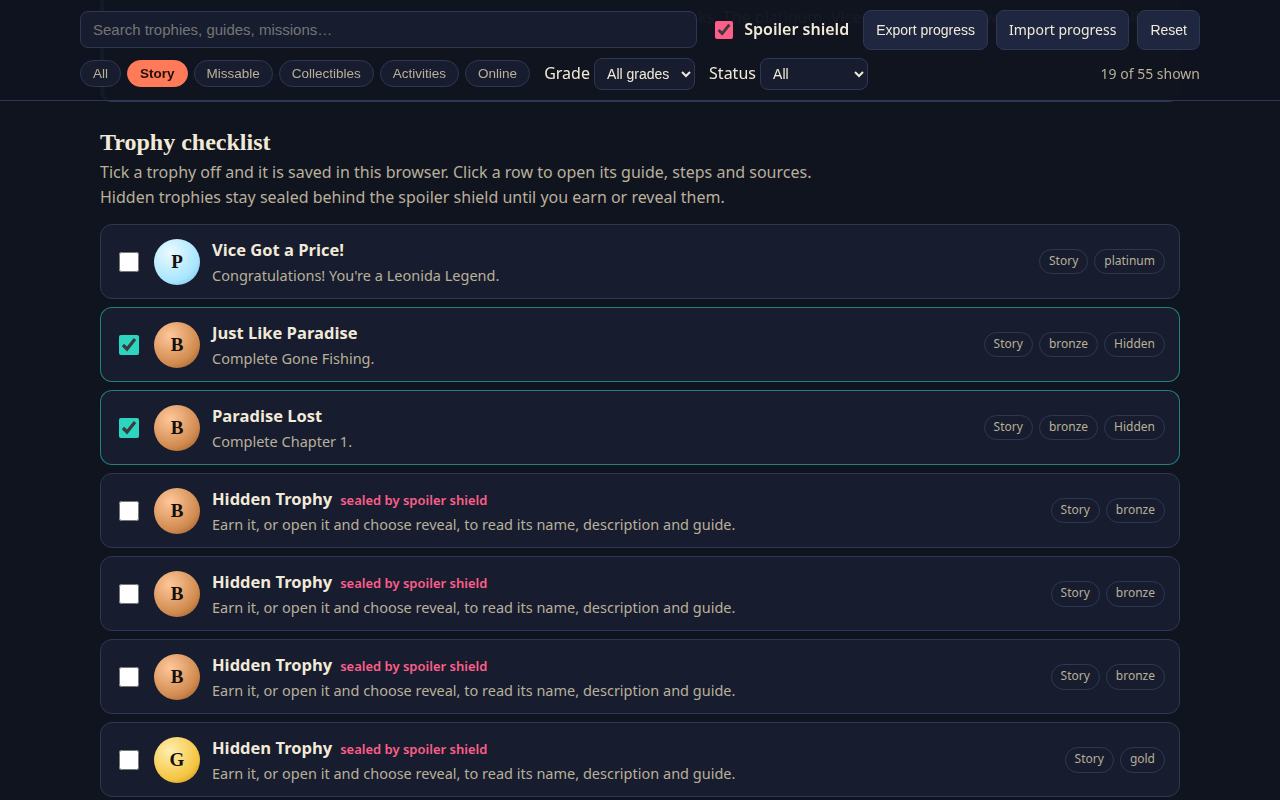 Search trophies, guides, missions…
Spoiler shield
Export progress
Import progress
Reset
All
Story
Missable
Collectibles
Activities
Online
Grade
All grades
Status
All
19 of 55 shown
Trophy checklist
Tick a trophy off and it is saved in this browser. Click a row to open its guide, steps and sources.
Hidden trophies stay sealed behind the spoiler shield until you earn or reveal them.
P
Vice Got a Price!
Congratulations! You're a Leonida Legend.
Story
platinum
B
Just Like Paradise
Complete Gone Fishing.
Story
bronze
Hidden
B
Paradise Lost
Complete Chapter 1.
Story
bronze
Hidden
B
Hidden Trophy sealed by spoiler shield
Earn it, or open it and choose reveal, to read its name, description and guide.
Story
bronze
B
Hidden Trophy sealed by spoiler shield
Earn it, or open it and choose reveal, to read its name, description and guide.
Story
bronze
B
Hidden Trophy sealed by spoiler shield
Earn it, or open it and choose reveal, to read its name, description and guide.
Story
bronze
G
Hidden Trophy sealed by spoiler shield
Earn it, or open it and choose reveal, to read its name, description and guide.
Story
gold